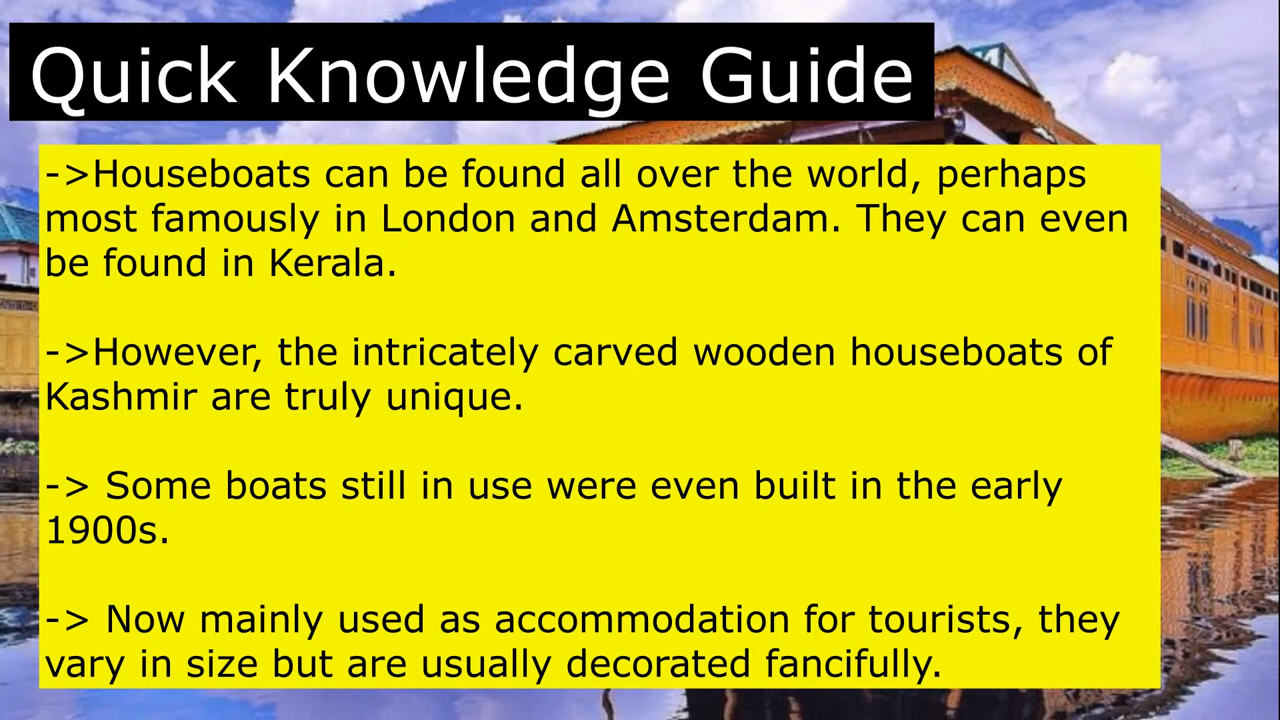 Quick Knowledge Guide
->Houseboats can be found all over the world, perhaps
most famously in London and Amsterdam. They can even
be found in Kerala.
->However, the intricately carved wooden houseboats of
Kashmir are truly unique.
-> Some boats still in use were even built in the early
1900s.
-> Now mainly used as accommodation for tourists, they
vary in size but are usually decorated fancifully.